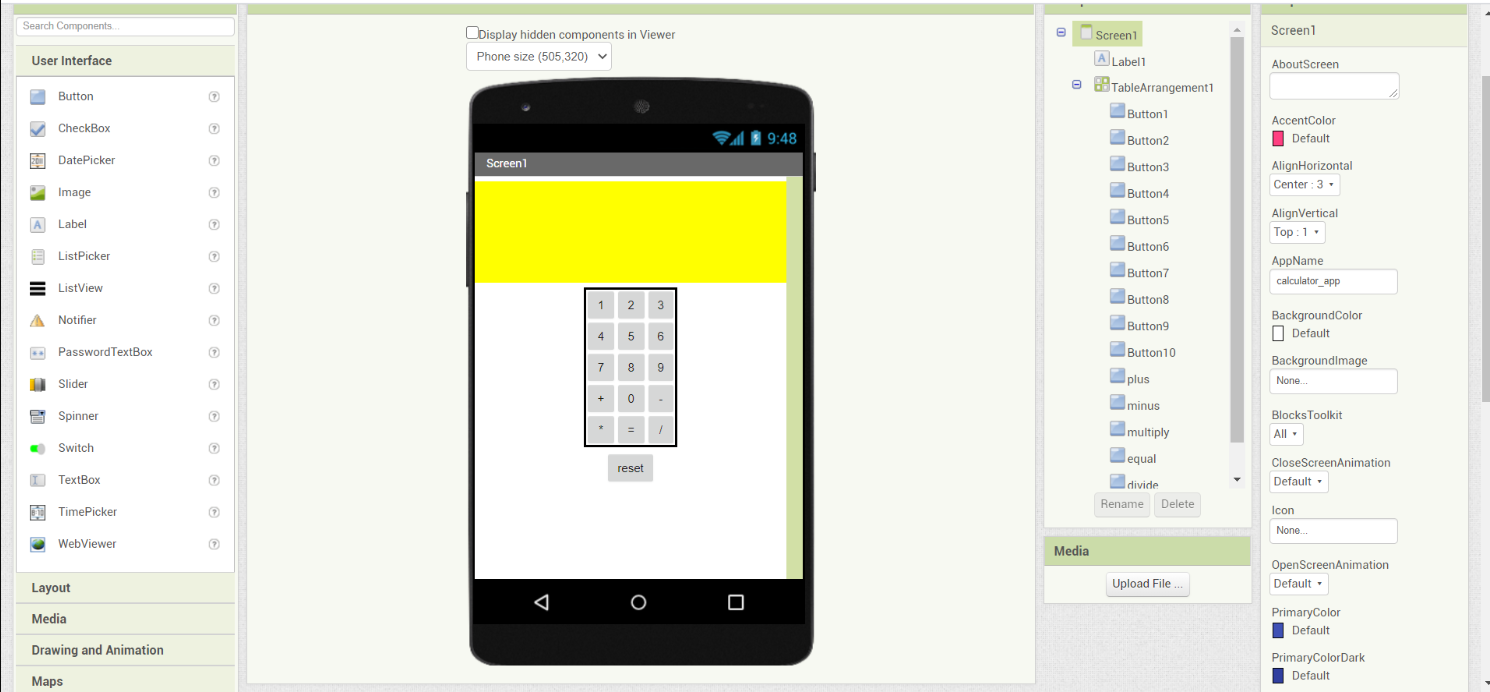 Search Components...
User Interface
Button
CheckBox
DatePicker
Image
Label
ListPicker
ListView
Notifier
PasswordTextBox
Slider
Spinner
Switch
TextBox
TimePicker
WebViewer
Layout
Media
Drawing and Animation
Maps
Display hidden components in Viewer
Phone size (505,320)
9:48
Screen1
1 2 3
4 5 6
7 8 9
+ 0 -
* = /
reset
Screen1
Label1
TableArrangement1
Button1
Button2
Button3
Button4
Button5
Button6
Button7
Button8
Button9
Button10
plus
minus
multiply
equal
divide
Rename Delete
Media
Upload File ...
Screen1
AboutScreen
AccentColor
Default
AlignHorizontal
Center : 3
AlignVertical
Top : 1
AppName
calculator_app
BackgroundColor
Default
BackgroundImage
None...
BlocksToolkit
All
CloseScreenAnimation
Default
Icon
None...
OpenScreenAnimation
Default
PrimaryColor
Default
PrimaryColorDark
Default